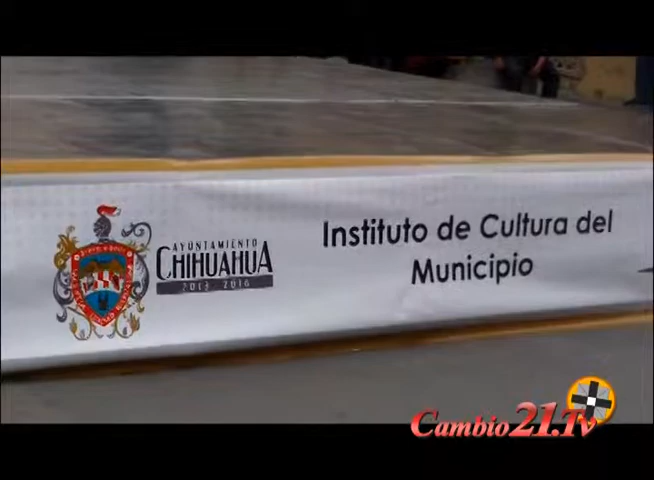 AYUNTAMIENTO
CHIHUAHUA
2013 2016
Instituto de Cultura del
Municipio
Cambio21.Tv